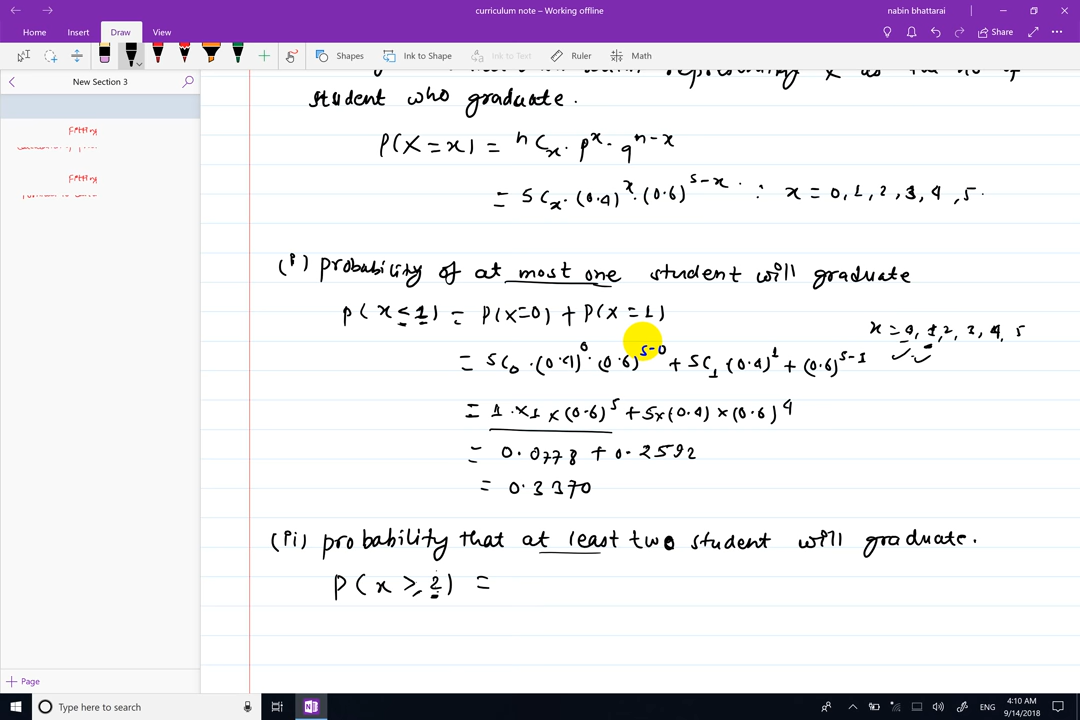 curriculum note – Working offline
nabin bhattarai
Home Insert Draw View
Share
Shapes Ink to Shape Ink to Text Ruler Math
New Section 3
Fitting
Fitting
student who graduate.
P(X=x) = ⁿCₓ · pˣ · qⁿ⁻ˣ
= 5Cₓ · (0.4)ˣ · (0.6)⁵⁻ˣ : x = 0, 1, 2, 3, 4, 5.
(i) probability of at most one student will graduate
P(x ≤ 1) = P(X=0) + P(X=1)
x = 0, 1, 2, 3, 4, 5
= 5C₀ · (0.4)⁰ · (0.6)⁵⁻⁰ + 5C₁ (0.4)¹ + (0.6)⁵⁻¹
= 1 × 1 × (0.6)⁵ + 5×(0.4) × (0.6)⁴
= 0.0778 + 0.2592
= 0.3370
(ii) probability that at least two student will graduate.
P(x ≥ 2) =
Page
Type here to search
4:10 AM
9/14/2018